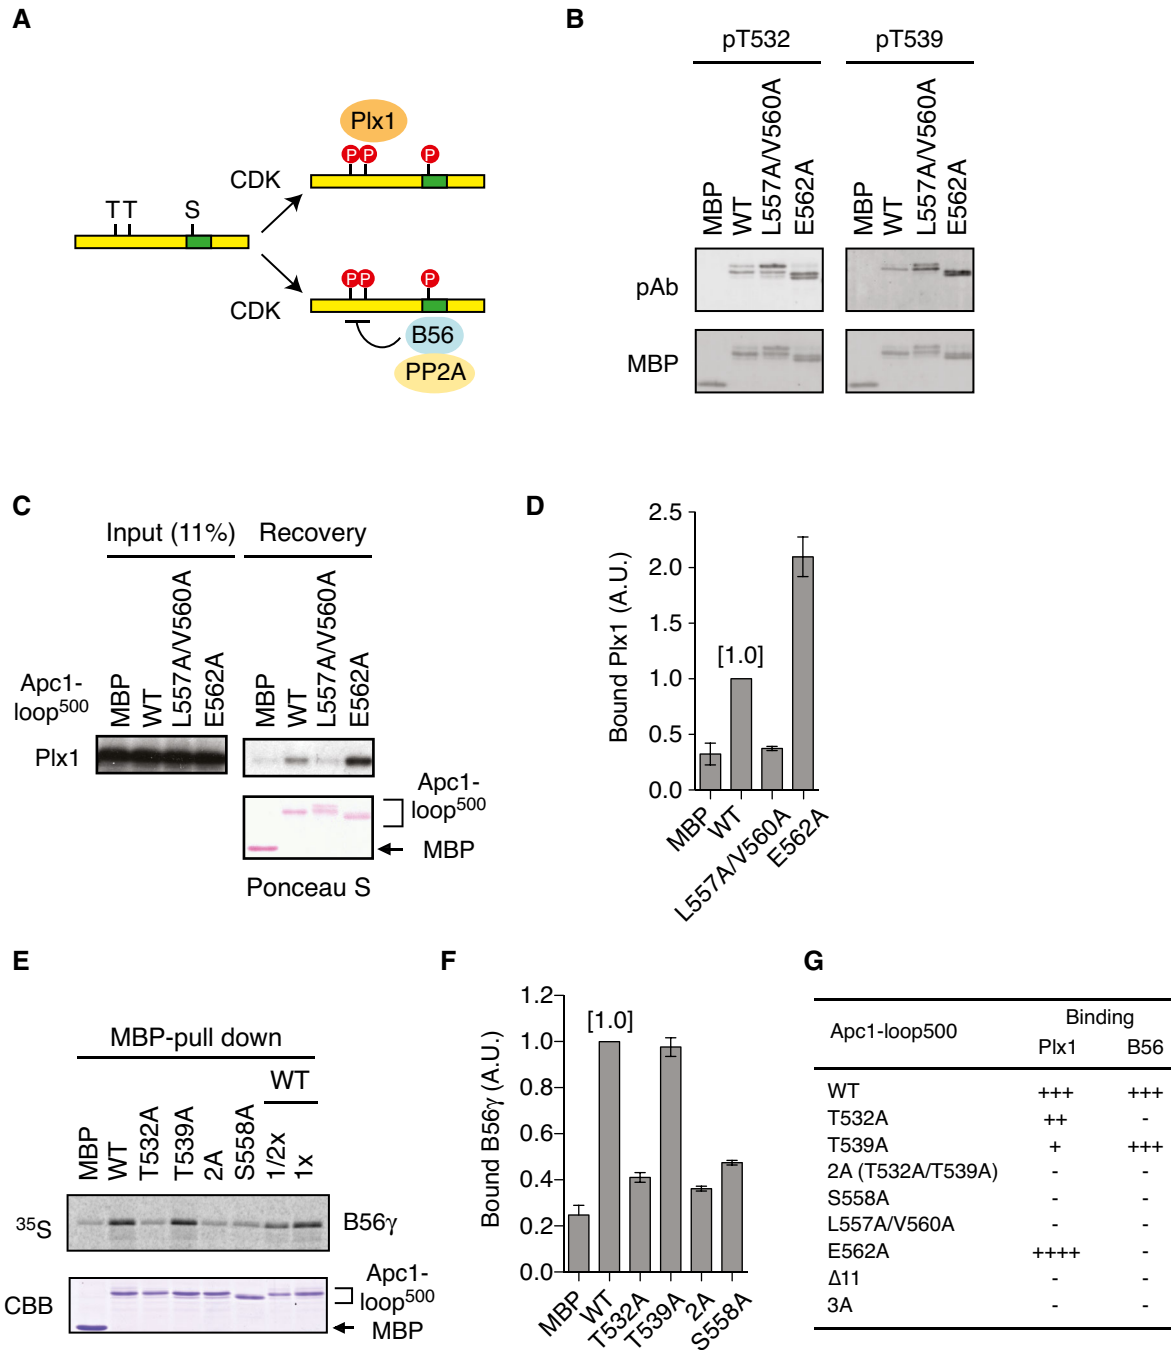 A
Plx1
P P P
CDK
T T S
P P P
CDK
B56
PP2A
B
pT532 pT539
MBP WT L557A/V560A E562A MBP WT L557A/V560A E562A
pAb
MBP
C
Input (11%) Recovery
Apc1-loop500 MBP WT L557A/V560A E562A MBP WT L557A/V560A E562A
Plx1
Apc1-loop500
MBP
Ponceau S
D
Bound Plx1 (A.U.)
2.5
2.0
1.5
1.0
0.5
0.0
[1.0]
MBP WT L557A/V560A E562A
E
MBP-pull down
WT
MBP WT T532A T539A 2A S558A 1/2x 1x
35S B56γ
CBB Apc1-loop500
MBP
F
Bound B56γ (A.U.)
1.2
1.0
0.8
0.6
0.4
0.2
0.0
[1.0]
MBP WT T532A T539A 2A S558A
G
Apc1-loop500 Binding
Plx1 B56
WT +++ +++
T532A ++ -
T539A + +++
2A (T532A/T539A) - -
S558A - -
L557A/V560A - -
E562A ++++ -
Δ11 - -
3A - -